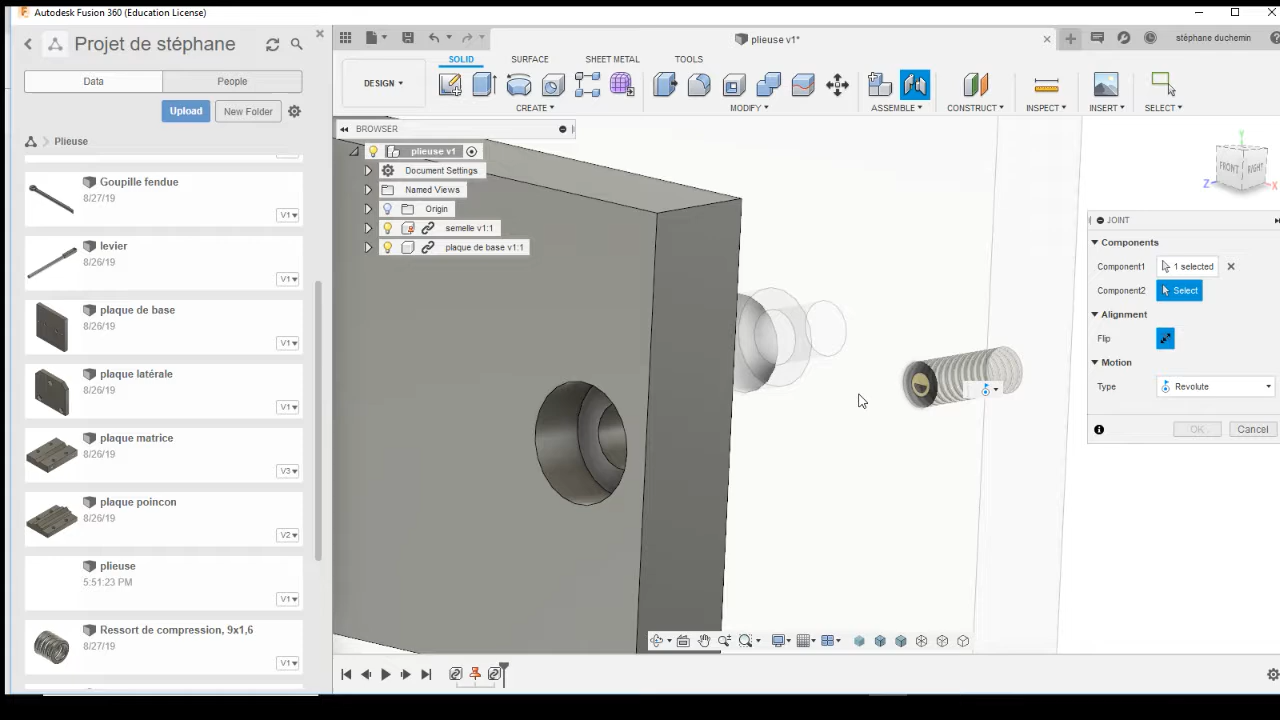 Autodesk Fusion 360 (Education License)
Projet de stéphane
plieuse v1*
stéphane duchemin
Data
People
Upload
New Folder
Plieuse
Goupille fendue
8/27/19
V1
levier
8/26/19
V1
plaque de base
8/26/19
V1
plaque latérale
8/26/19
V1
plaque matrice
8/26/19
V3
plaque poincon
8/26/19
V2
plieuse
5:51:23 PM
V1
Ressort de compression, 9x1,6
8/27/19
V1
SOLID
SURFACE
SHEET METAL
TOOLS
DESIGN
CREATE
MODIFY
ASSEMBLE
CONSTRUCT
INSPECT
INSERT
SELECT
BROWSER
plieuse v1
Document Settings
Named Views
Origin
semelle v1:1
plaque de base v1:1
FRONT
RIGHT
Y
Z
X
JOINT
Components
Component1
1 selected
Component2
Select
Alignment
Flip
Motion
Type
Revolute
OK
Cancel